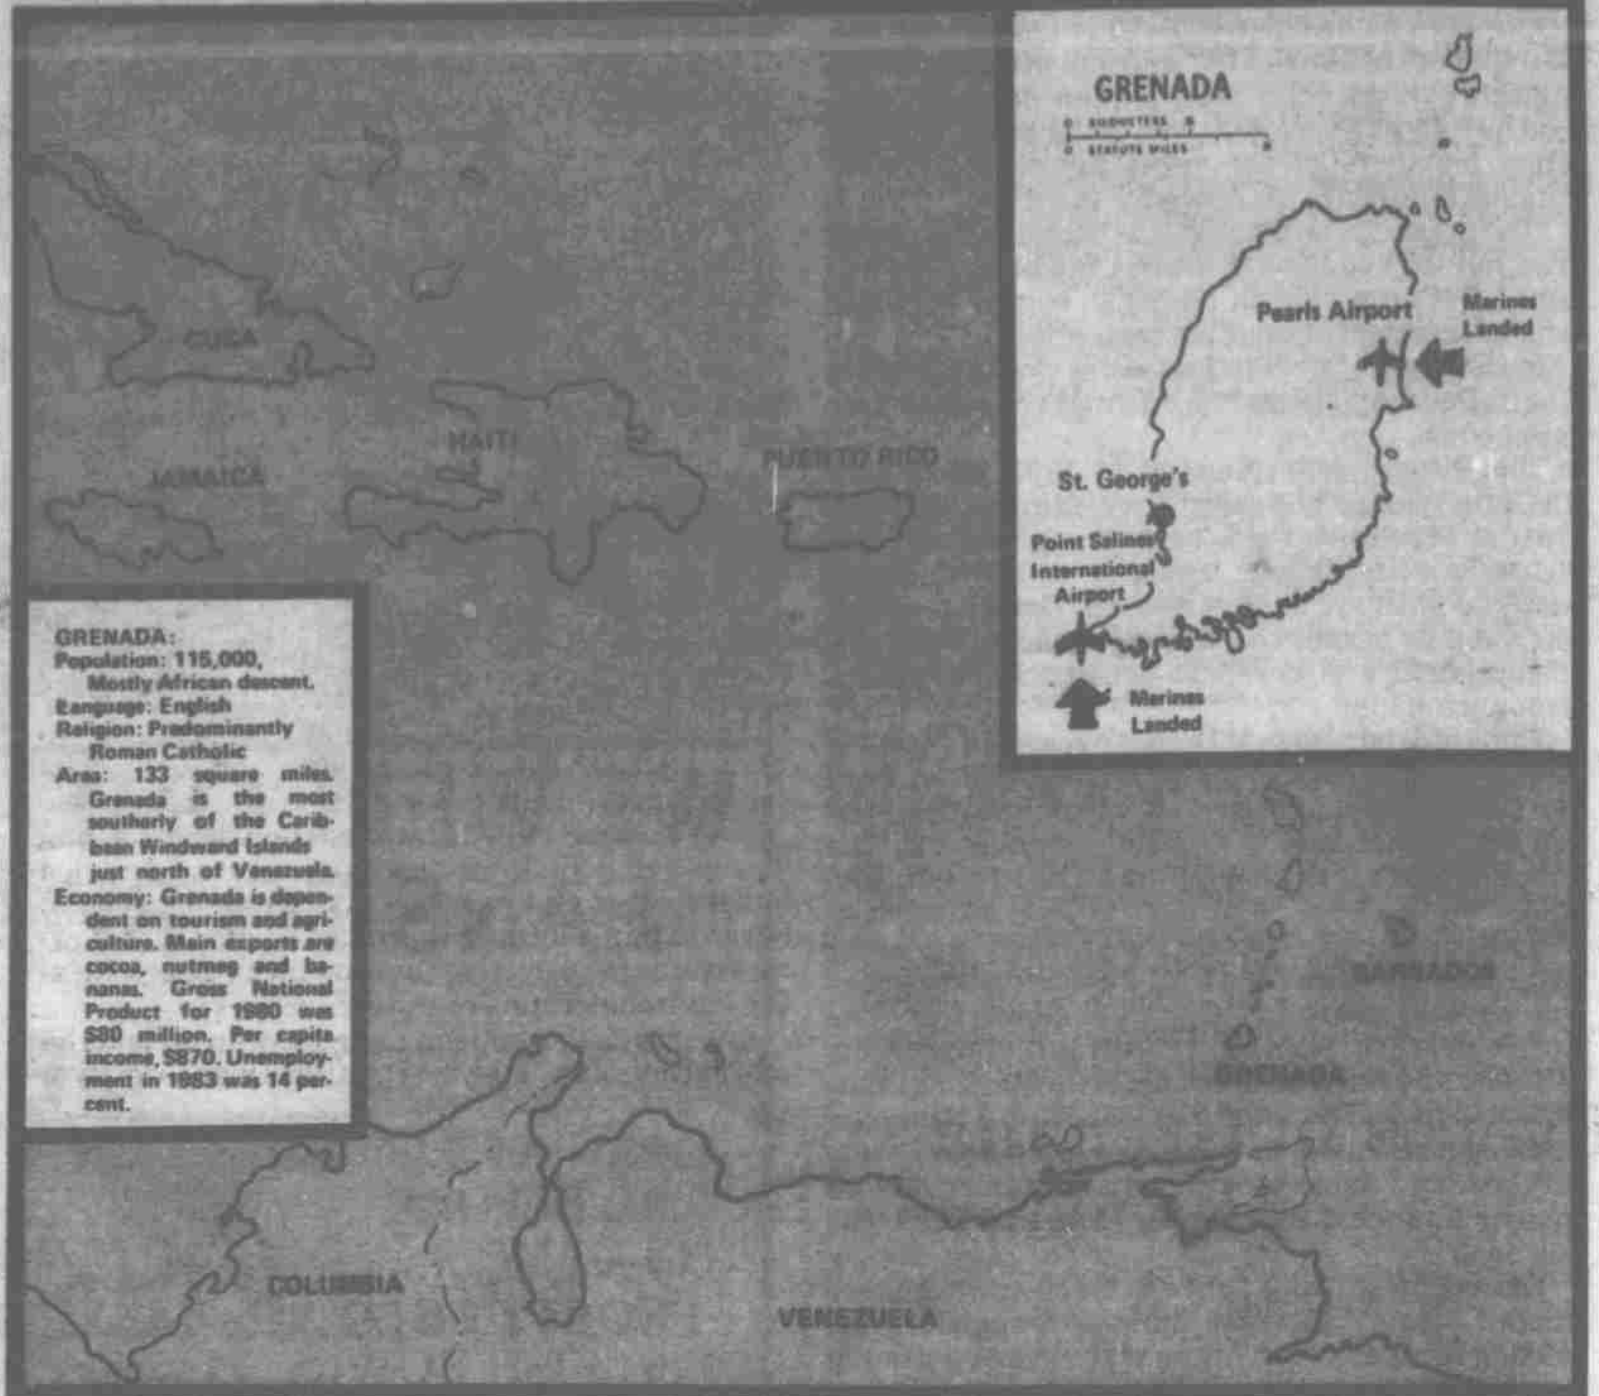 GRENADA
0 KILOMETERS 8
0 STATUTE MILES 8
Pearls Airport
Marines
Landed
St. George's
Point Salines
International
Airport
Marines
Landed
CUBA
HAITI
JAMAICA
PUERTO RICO
GRENADA:
Population: 115,000,
Mostly African descent.
Language: English
Religion: Predominantly
Roman Catholic
Area: 133 square miles.
Grenada is the most
southerly of the Carib-
bean Windward Islands
just north of Venezuela.
Economy: Grenada is depen-
dent on tourism and agri-
culture. Main exports are
cocoa, nutmeg and ba-
nanas. Gross National
Product for 1980 was
$80 million. Per capita
income, $870. Unemploy-
ment in 1983 was 14 per-
cent.
BARBADOS
GRENADA
COLUMBIA
VENEZUELA